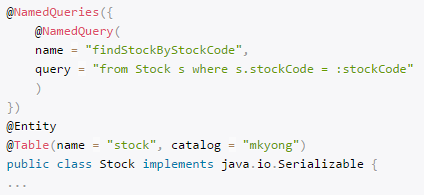 @NamedQueries({
    @NamedQuery(
    name = "findStockByStockCode",
    query = "from Stock s where s.stockCode = :stockCode"
    )
})
@Entity
@Table(name = "stock", catalog = "mkyong")
public class Stock implements java.io.Serializable {
...